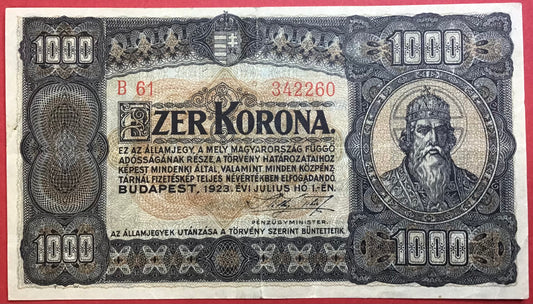 1000 1000
B 61 342260
EZER KORONA.
EZ AZ ÁLLAMJEGY, A MELY MAGYARORSZÁG FÜGGŐ
ADÓSSÁGÁNAK RÉSZE, A TÖRVÉNY HATÁROZATAIHOZ
KÉPEST MINDENKI ÁLTAL, VALAMINT MINDEN KÖZPÉNZ-
TÁRNÁL FIZETÉSKÉP TELJES NÉVÉRTÉKBEN ELFOGADANDÓ.
BUDAPEST, 1923. ÉVI JÚLIUS HÓ 1.-ÉN.
PÉNZÜGYMINISTER.
AZ ÁLLAMJEGYEK UTÁNZÁSA A TÖRVÉNY SZERINT BÜNTETTETIK.
1000 1000